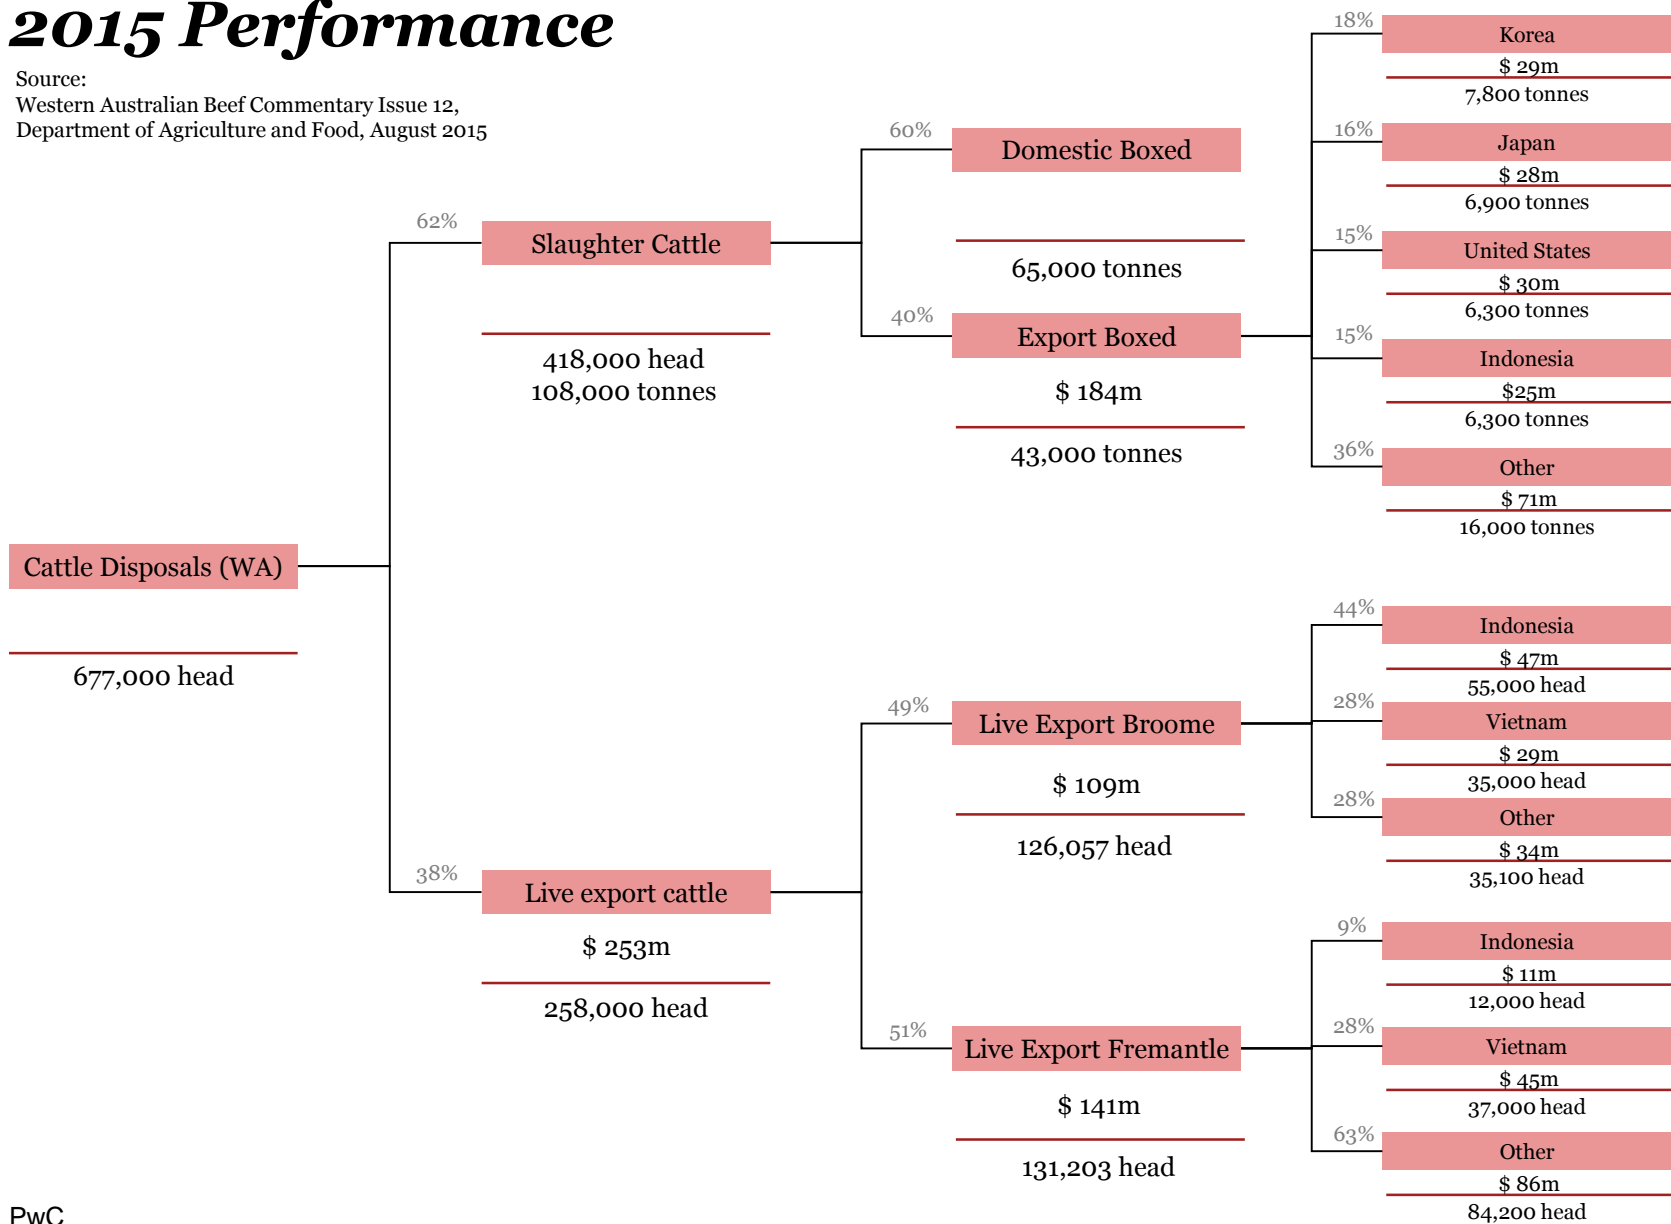 2015 Performance
Source:
Western Australian Beef Commentary Issue 12,
Department of Agriculture and Food, August 2015
Cattle Disposals (WA)
677,000 head
62%
Slaughter Cattle
418,000 head
108,000 tonnes
38%
Live export cattle
$ 253m
258,000 head
60%
Domestic Boxed
65,000 tonnes
40%
Export Boxed
$ 184m
43,000 tonnes
49%
Live Export Broome
$ 109m
126,057 head
51%
Live Export Fremantle
$ 141m
131,203 head
18%
Korea
$ 29m
7,800 tonnes
16%
Japan
$ 28m
6,900 tonnes
15%
United States
$ 30m
6,300 tonnes
15%
Indonesia
$25m
6,300 tonnes
36%
Other
$ 71m
16,000 tonnes
44%
Indonesia
$ 47m
55,000 head
28%
Vietnam
$ 29m
35,000 head
28%
Other
$ 34m
35,100 head
9%
Indonesia
$ 11m
12,000 head
28%
Vietnam
$ 45m
37,000 head
63%
Other
$ 86m
84,200 head
PwC